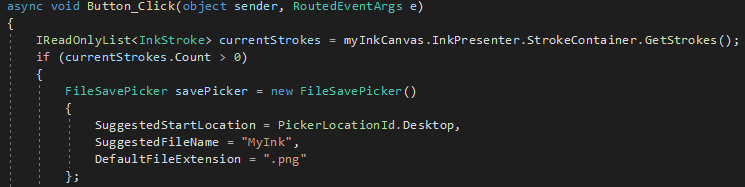 async void Button_Click(object sender, RoutedEventArgs e)
{
IReadOnlyList<InkStroke> currentStrokes = myInkCanvas.InkPresenter.StrokeContainer.GetStrokes();
if (currentStrokes.Count > 0)
{
FileSavePicker savePicker = new FileSavePicker()
{
SuggestedStartLocation = PickerLocationId.Desktop,
SuggestedFileName = "MyInk",
DefaultFileExtension = ".png"
};